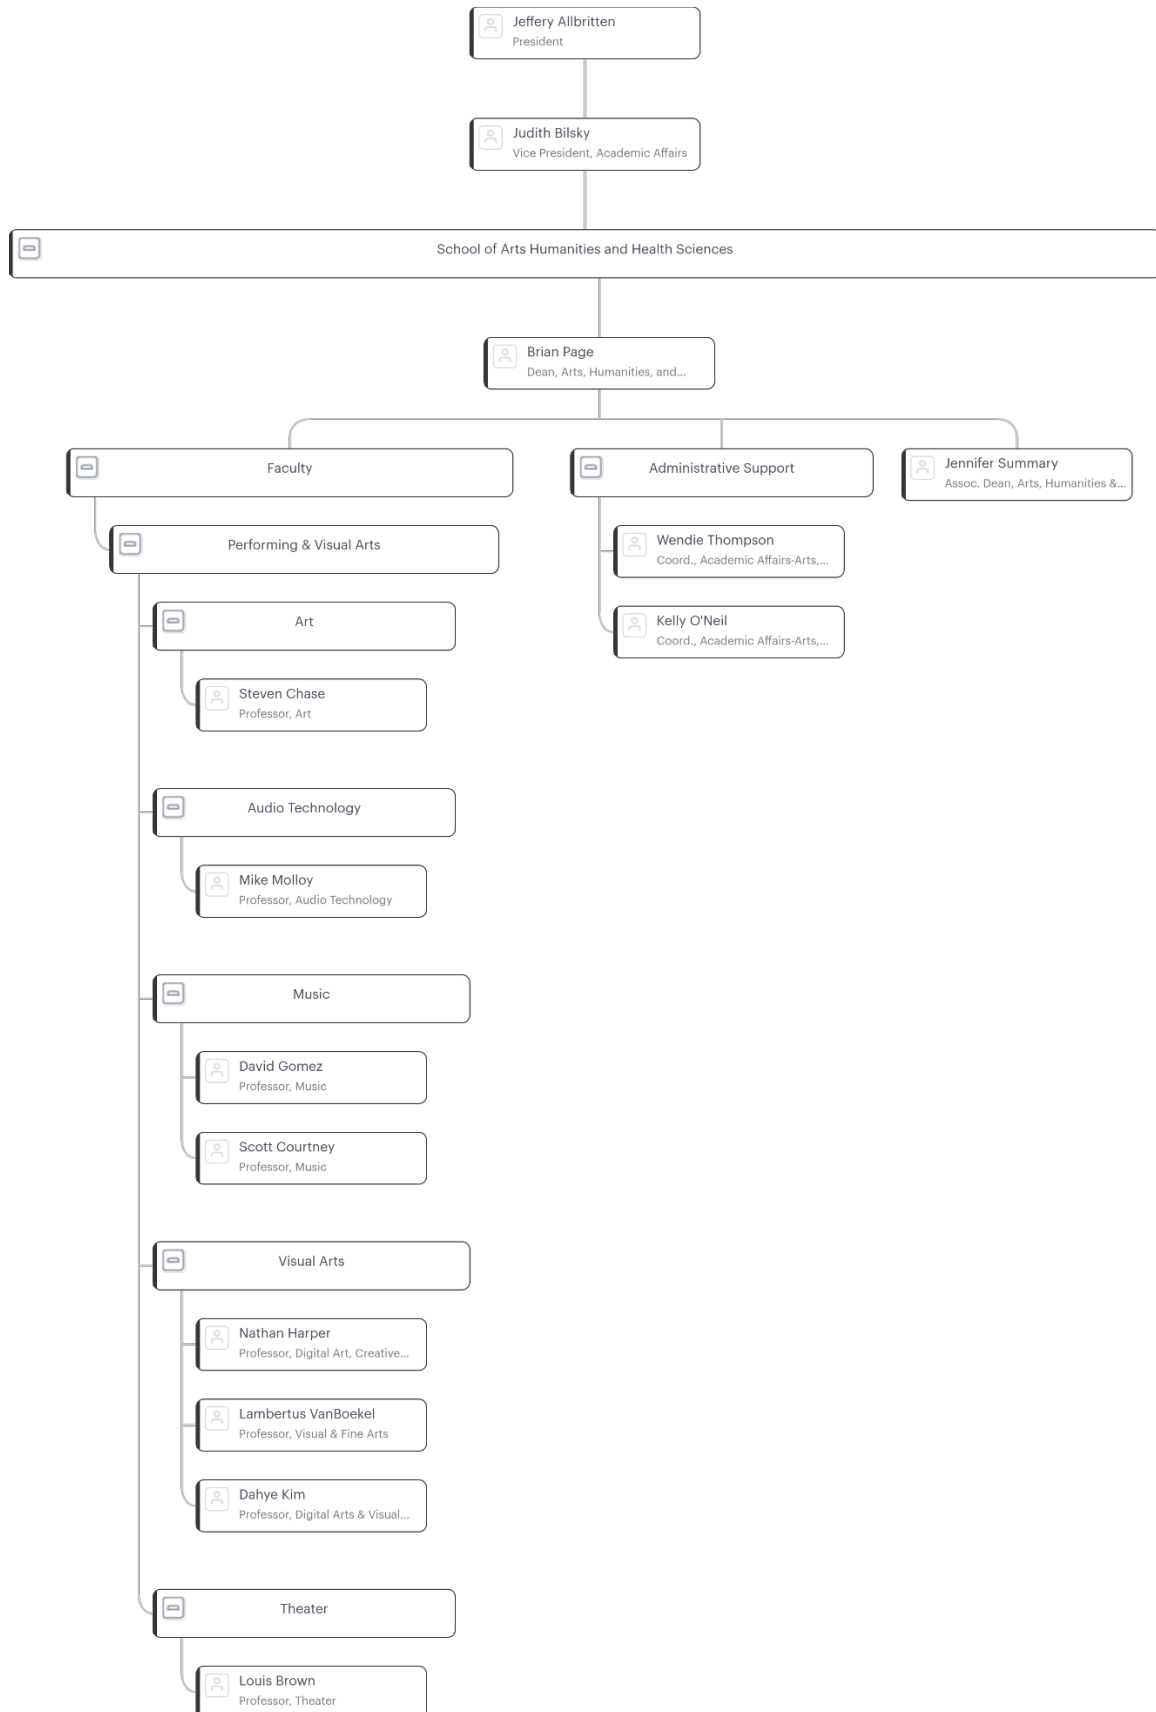 Jeffery Allbritten
President
Judith Bilsky
Vice President, Academic Affairs
School of Arts Humanities and Health Sciences
Brian Page
Dean, Arts, Humanities, and...
Faculty
Administrative Support
Jennifer Summary
Assoc. Dean, Arts, Humanities &...
Performing & Visual Arts
Wendie Thompson
Coord., Academic Affairs-Arts,...
Art
Kelly O'Neil
Coord., Academic Affairs-Arts,...
Steven Chase
Professor, Art
Audio Technology
Mike Molloy
Professor, Audio Technology
Music
David Gomez
Professor, Music
Scott Courtney
Professor, Music
Visual Arts
Nathan Harper
Professor, Digital Art, Creative...
Lambertus VanBoekel
Professor, Visual & Fine Arts
Dahye Kim
Professor, Digital Arts & Visual...
Theater
Louis Brown
Professor, Theater